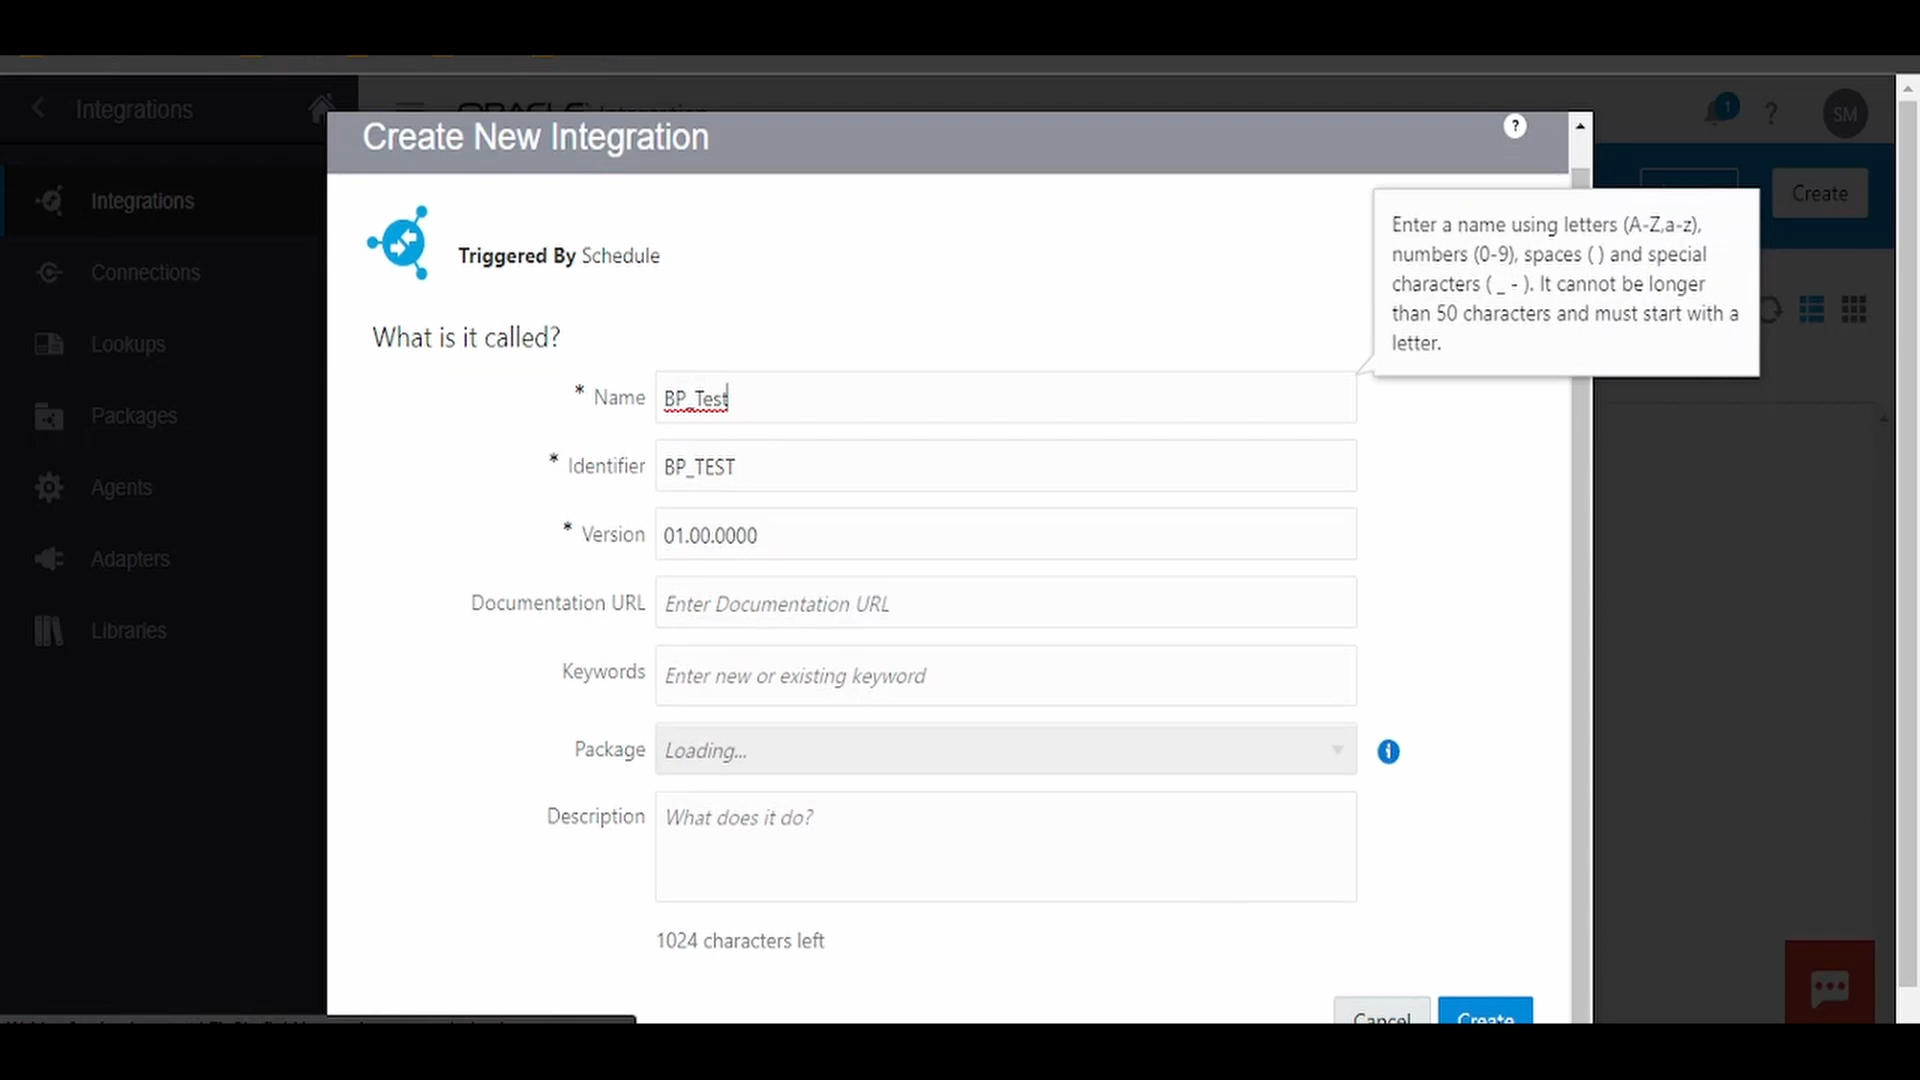 Integrations
ORACLE Integration
1
?
SM
Create New Integration
?
Integrations
Create
Triggered By Schedule
Enter a name using letters (A-Z,a-z),
numbers (0-9), spaces ( ) and special
characters ( _ - ). It cannot be longer
than 50 characters and must start with a
letter.
Connections
Lookups
What is it called?
* Name BP_Test
Packages
* Identifier BP_TEST
Agents
* Version 01.00.0000
Adapters
Documentation URL Enter Documentation URL
Libraries
Keywords Enter new or existing keyword
Package Loading...
i
Description What does it do?
1024 characters left
Cancel
Create